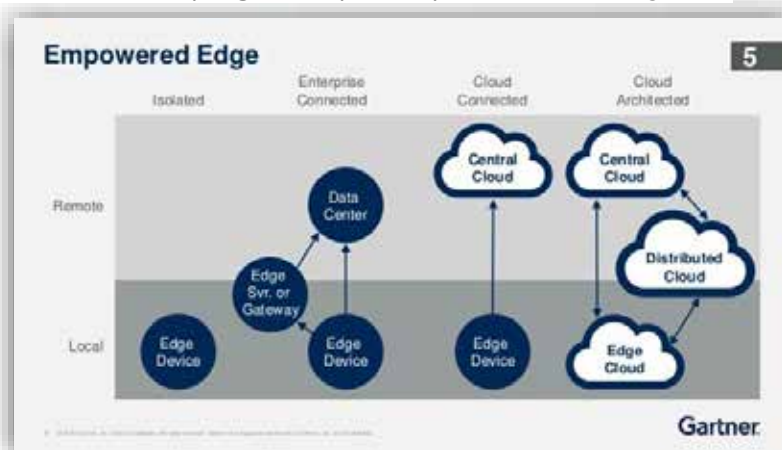 Empowered Edge
5
Isolated
Enterprise
Connected
Cloud
Connected
Cloud
Architected
Remote
Local
Edge
Device
Edge
Svr. or
Gateway
Data
Center
Edge
Device
Central
Cloud
Edge
Device
Central
Cloud
Distributed
Cloud
Edge
Cloud
Gartner